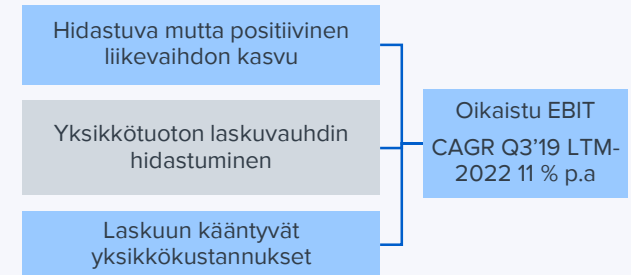 Hidastuva mutta positiivinen
liikevaihdon kasvu
Yksikkötuoton laskuvauhdin
hidastuminen
Laskuun kääntyvät
yksikkökustannukset
Oikaistu EBIT
CAGR Q3’19 LTM-
2022 11 % p.a